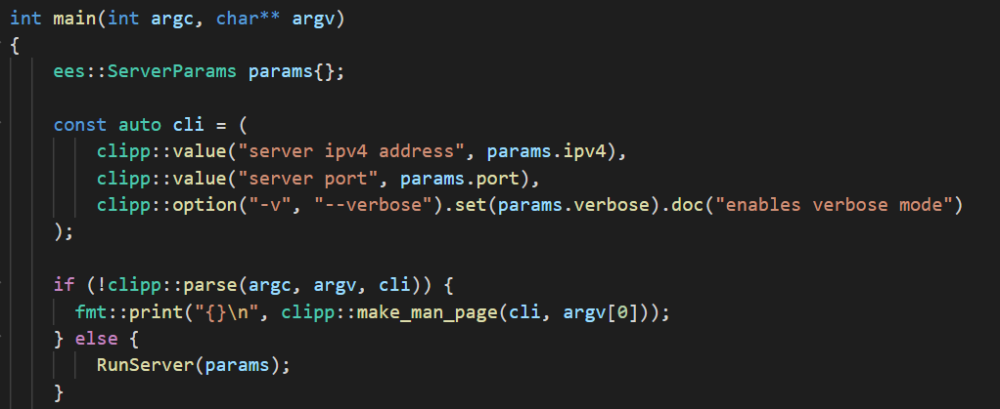 int main(int argc, char** argv)
{
    ees::ServerParams params{};

    const auto cli = (
        clipp::value("server ipv4 address", params.ipv4),
        clipp::value("server port", params.port),
        clipp::option("-v", "--verbose").set(params.verbose).doc("enables verbose mode")
    );

    if (!clipp::parse(argc, argv, cli)) {
      fmt::print("{}\n", clipp::make_man_page(cli, argv[0]));
    } else {
        RunServer(params);
    }